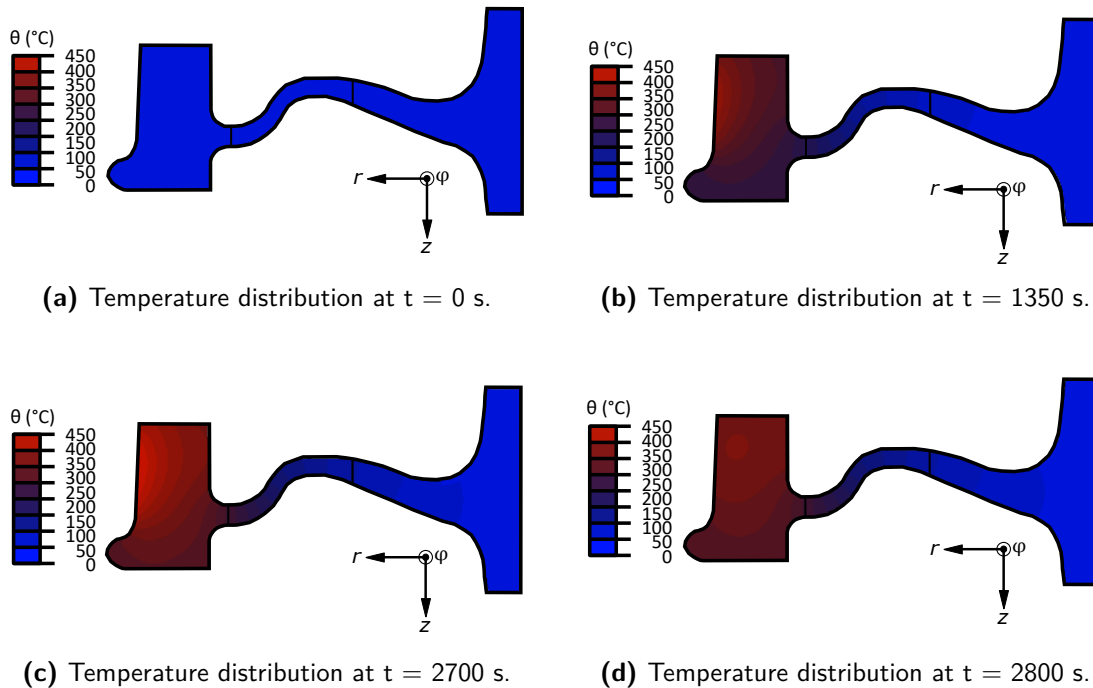 θ (°C)
450
400
350
300
250
200
150
100
50
0
r
φ
z
(a) Temperature distribution at t = 0 s.
θ (°C)
450
400
350
300
250
200
150
100
50
0
r
φ
z
(b) Temperature distribution at t = 1350 s.
θ (°C)
450
400
350
300
250
200
150
100
50
0
r
φ
z
(c) Temperature distribution at t = 2700 s.
θ (°C)
450
400
350
300
250
200
150
100
50
0
r
φ
z
(d) Temperature distribution at t = 2800 s.